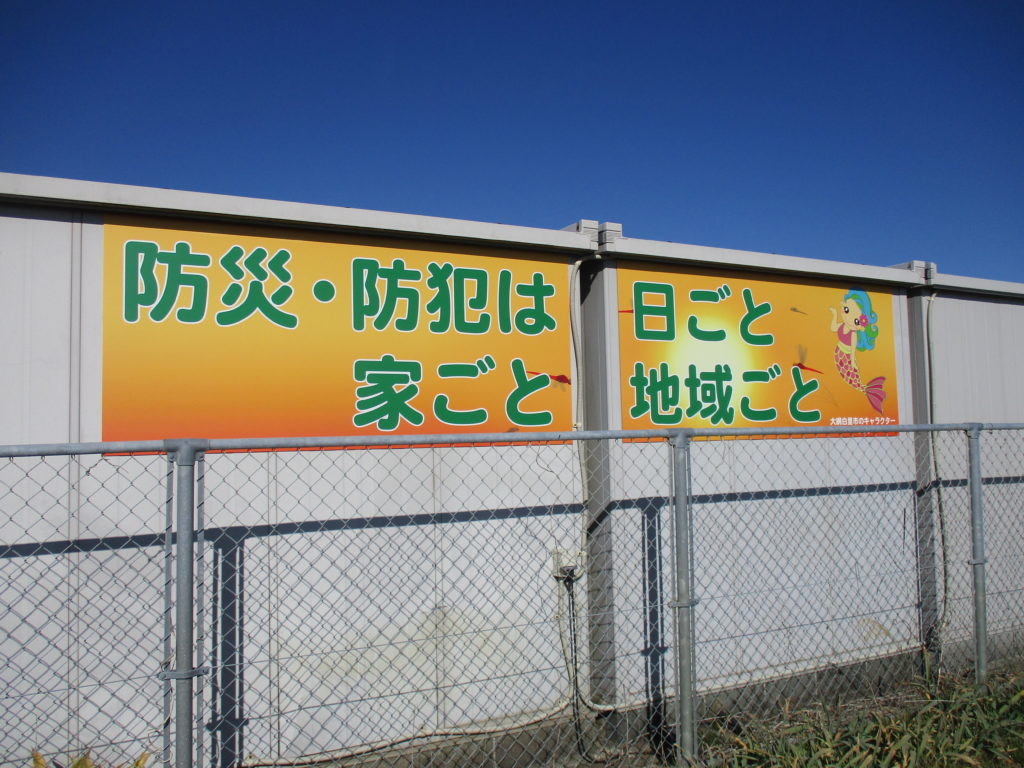 防災・防犯は
家ごと
日ごと
地域ごと
大網白里市のキャラクター